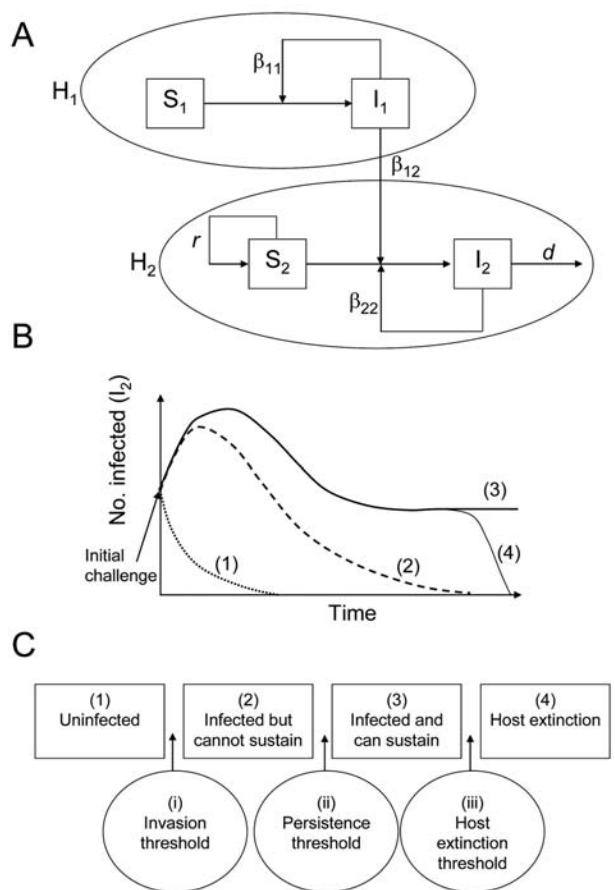 A
H₁
S₁
β₁₁
I₁
β₁₂
H₂
r
S₂
I₂
d
β₂₂
B
No. infected (I₂)
Initial
challenge
(1)
(2)
(3)
(4)
Time
C
(1)
Uninfected
(2)
Infected but
cannot sustain
(3)
Infected and
can sustain
(4)
Host extinction
(i)
Invasion
threshold
(ii)
Persistence
threshold
(iii)
Host
extinction
threshold